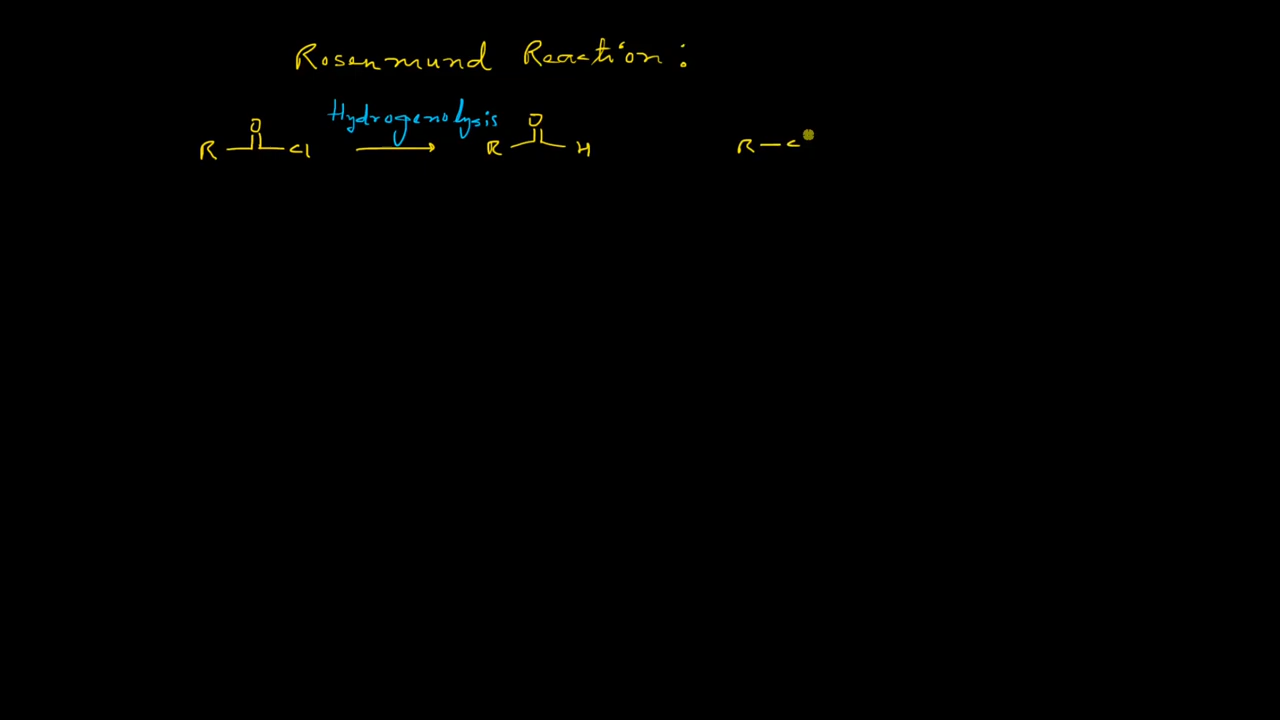 Rosenmund Reaction :
Hydrogenolysis
O O
R Cl R H R — C